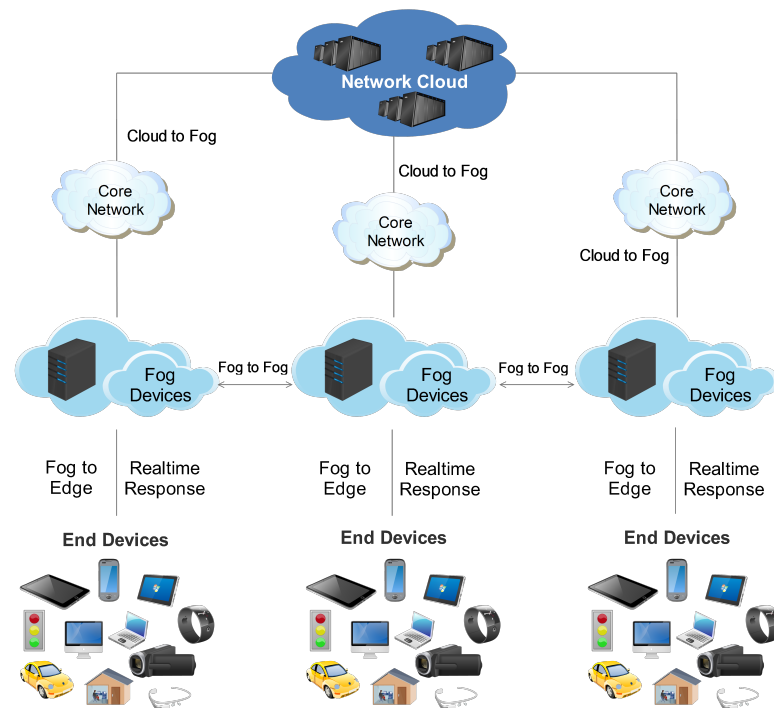 Network Cloud
Cloud to Fog
Cloud to Fog
Core
Network
Core
Network
Core
Network
Cloud to Fog
Fog
Devices
Fog to Fog
Fog
Devices
Fog to Fog
Fog
Devices
Fog to
Edge
Realtime
Response
Fog to
Edge
Realtime
Response
Fog to
Edge
Realtime
Response
End Devices
End Devices
End Devices